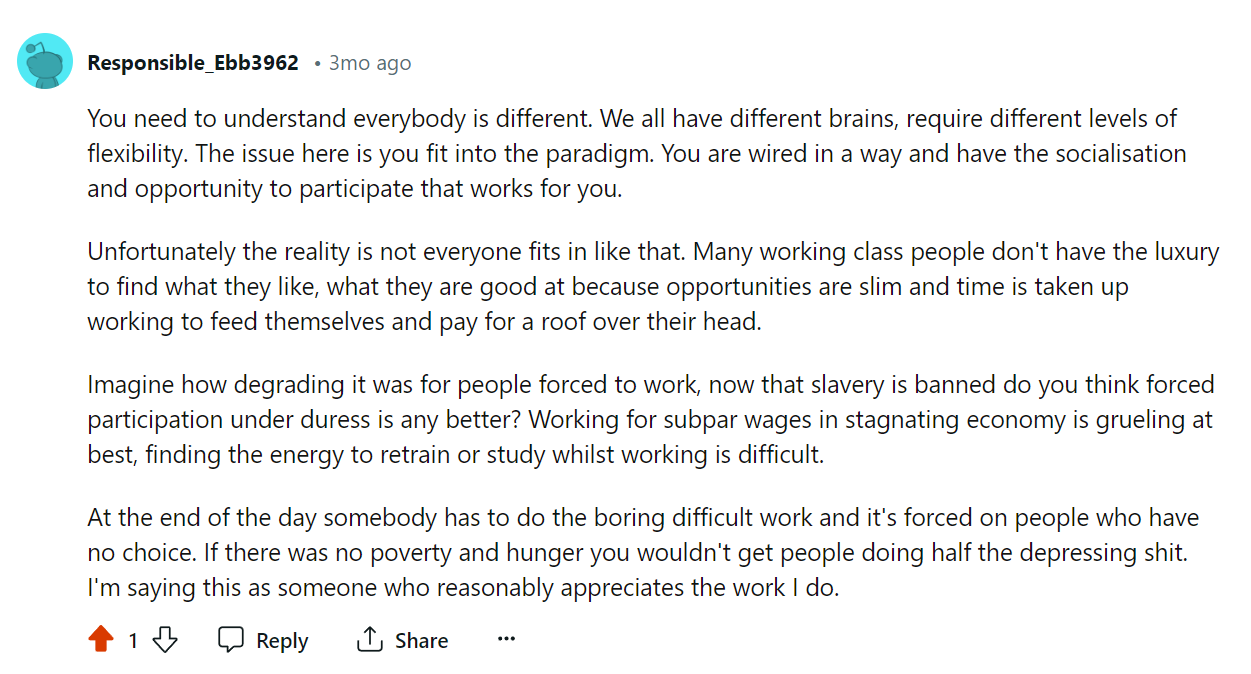 Responsible_Ebb3962 • 3mo ago
You need to understand everybody is different. We all have different brains, require different levels of
flexibility. The issue here is you fit into the paradigm. You are wired in a way and have the socialisation
and opportunity to participate that works for you.
Unfortunately the reality is not everyone fits in like that. Many working class people don't have the luxury
to find what they like, what they are good at because opportunities are slim and time is taken up
working to feed themselves and pay for a roof over their head.
Imagine how degrading it was for people forced to work, now that slavery is banned do you think forced
participation under duress is any better? Working for subpar wages in stagnating economy is grueling at
best, finding the energy to retrain or study whilst working is difficult.
At the end of the day somebody has to do the boring difficult work and it's forced on people who have
no choice. If there was no poverty and hunger you wouldn't get people doing half the depressing shit.
I'm saying this as someone who reasonably appreciates the work I do.
1 Reply Share ...